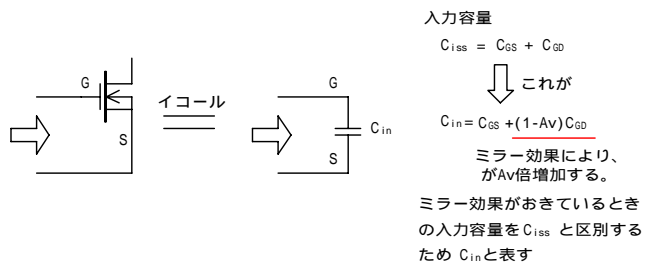 入力容量
Ciss = CGS + CGD
G
イコール
S
G
Cin
S
これが
Cin= CGS +(1-Av)CGD
ミラー効果により、
がAv倍増加する。
ミラー効果がおきているとき
の入力容量をCiss と区別する
ため Cinと表す